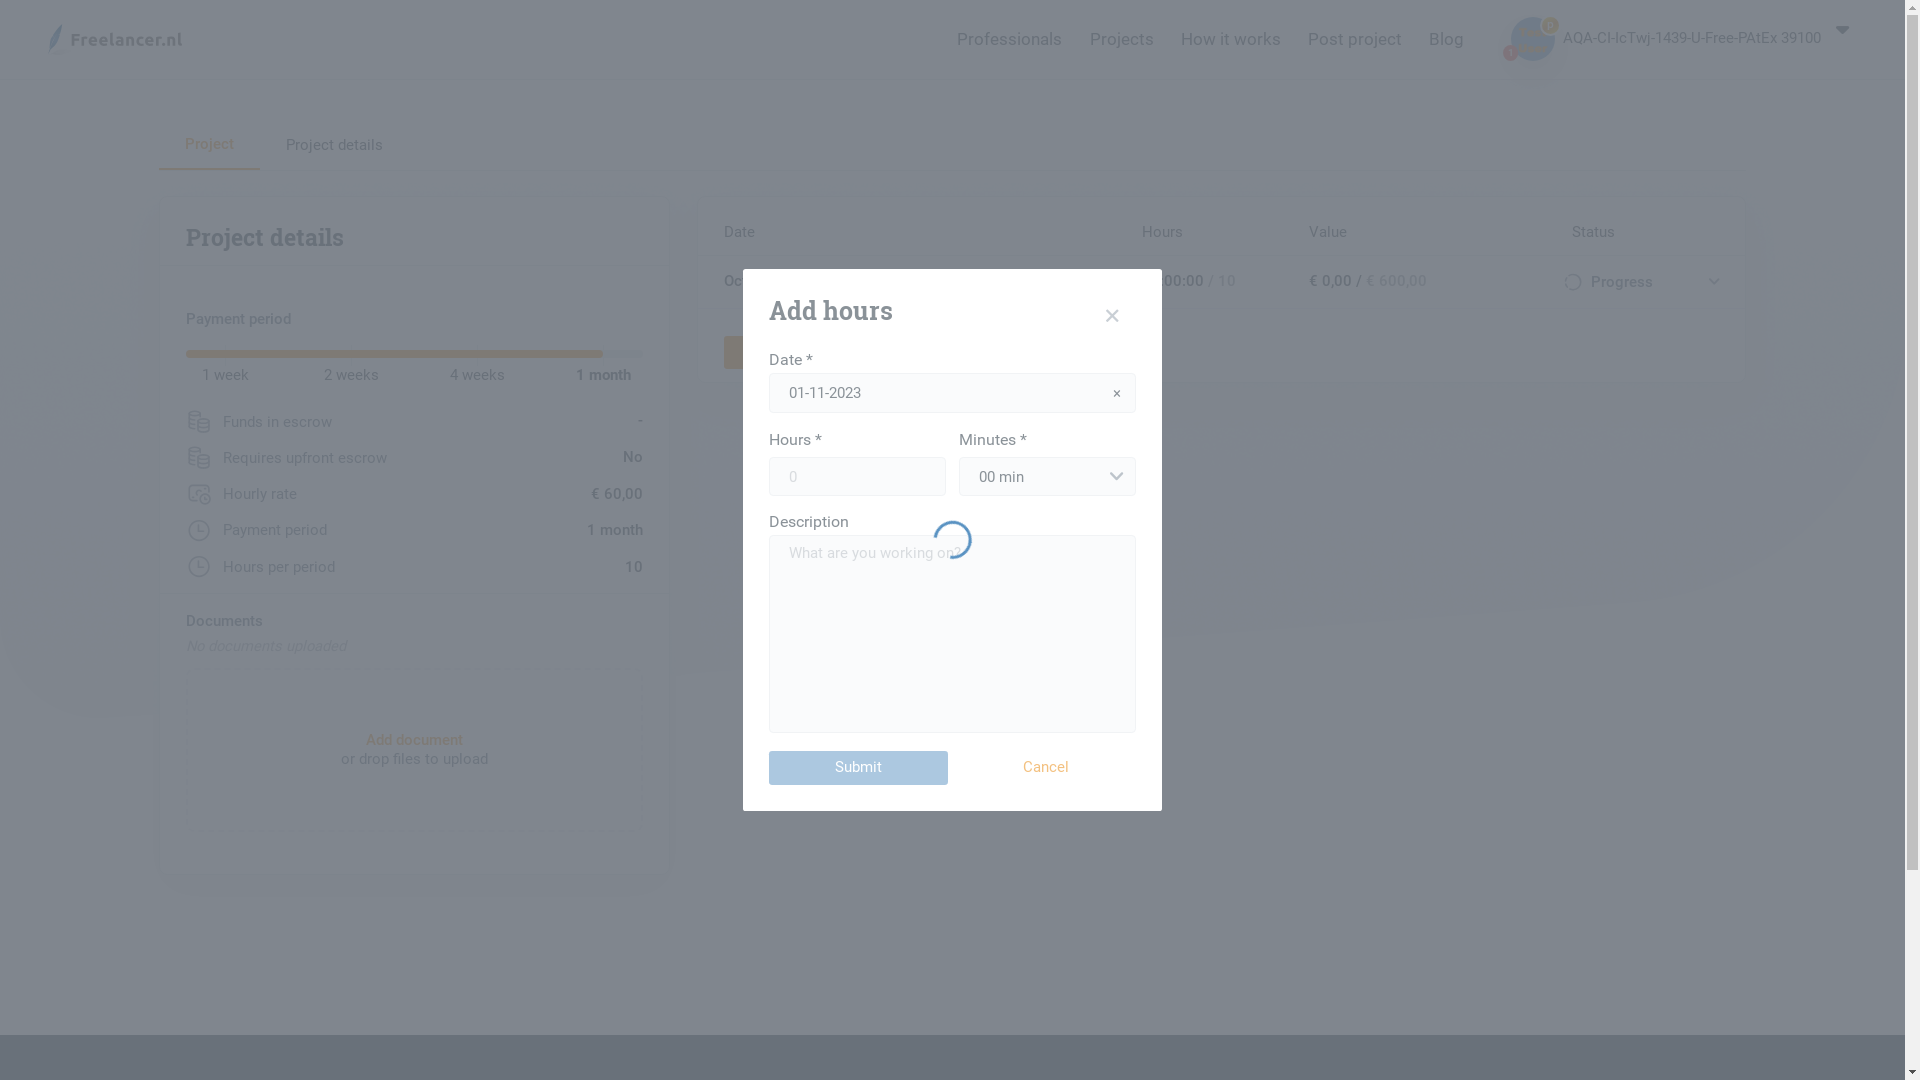 Freelancer.nl
Professionals
Projects
How it works
Post project
Blog
0
1
AQA-Cl-IcTwj-1439-U-Free-PAtEx 39100
Project
Project details
Project details
Payment period
1 week
2 weeks
4 weeks
1 month
Funds in escrow
-
Requires upfront escrow
No
Hourly rate
€ 60,00
Payment period
1 month
Hours per period
10
Documents
No documents uploaded
Add document
or drop files to upload
Date
Hours
Value
Status
:00:00 / 10
€ 0,00 / € 600,00
Progress
Add hours
×
Date *
01-11-2023
×
Hours *
Minutes *
0
00 min
Description
What are you working on?
Submit
Cancel